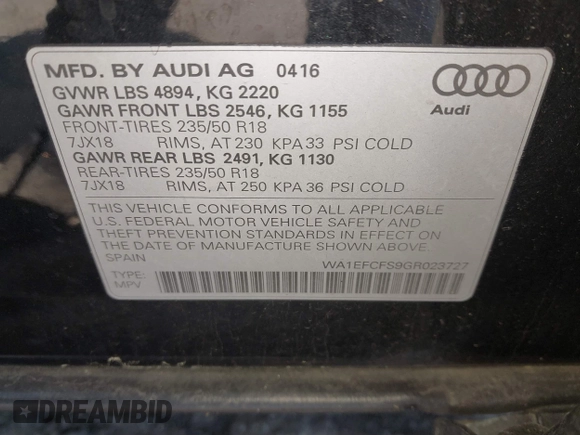 MFD. BY AUDI AG 0416
GVWR LBS 4894, KG 2220
GAWR FRONT LBS 2546, KG 1155
FRONT-TIRES 235/50 R18
7JX18 RIMS, AT 230 KPA 33 PSI COLD
GAWR REAR LBS 2491, KG 1130
REAR-TIRES 235/50 R18
7JX18 RIMS, AT 250 KPA 36 PSI COLD
Audi
THIS VEHICLE CONFORMS TO ALL APPLICABLE
U.S. FEDERAL MOTOR VEHICLE SAFETY AND
THEFT PREVENTION STANDARDS IN EFFECT ON
THE DATE OF MANUFACTURE SHOWN ABOVE.
SPAIN
WA1EFCFS9GR023727
TYPE:
MPV
DREAMBID